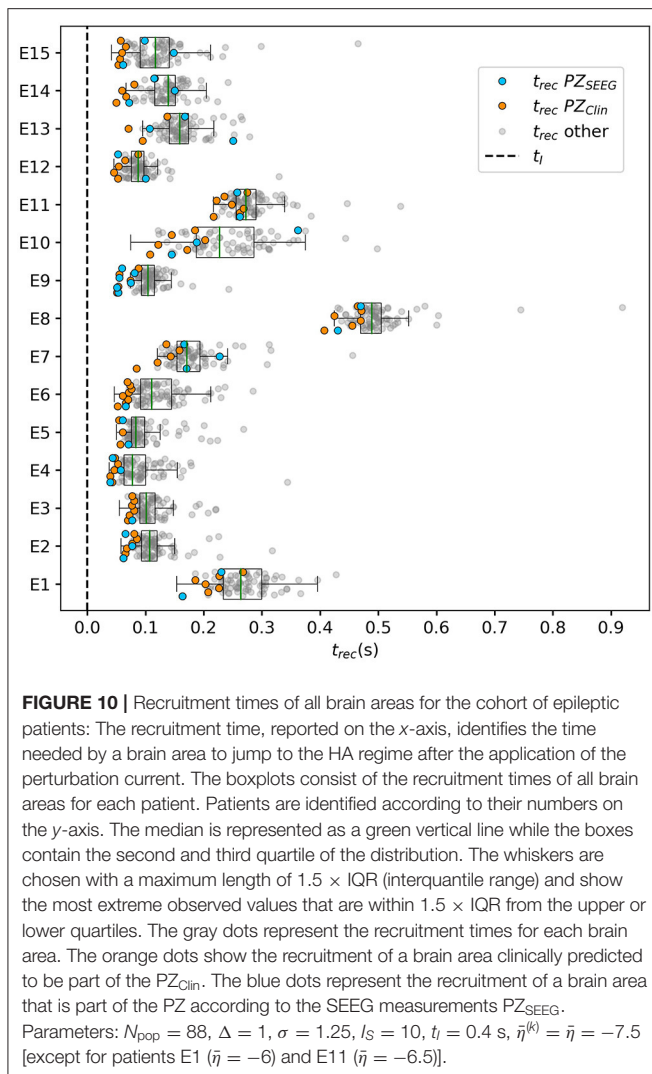 E15
E14
E13
E12
E11
E10
E9
E8
E7
E6
E5
E4
E3
E2
E1
t_rec PZ_SEEG
t_rec PZ_Clin
t_rec other
t_I
0.0 0.1 0.2 0.3 0.4 0.5 0.6 0.7 0.8 0.9
t_rec(s)
FIGURE 10 | Recruitment times of all brain areas for the cohort of epileptic
patients: The recruitment time, reported on the x-axis, identifies the time
needed by a brain area to jump to the HA regime after the application of the
perturbation current. The boxplots consist of the recruitment times of all brain
areas for each patient. Patients are identified according to their numbers on
the y-axis. The median is represented as a green vertical line while the boxes
contain the second and third quartile of the distribution. The whiskers are
chosen with a maximum length of 1.5 × IQR (interquantile range) and show
the most extreme observed values that are within 1.5 × IQR from the upper or
lower quartiles. The gray dots represent the recruitment times for each brain
area. The orange dots show the recruitment of a brain area clinically predicted
to be part of the PZ_Clin. The blue dots represent the recruitment of a brain area
that is part of the PZ according to the SEEG measurements PZ_SEEG.
Parameters: N_pop = 88, Δ = 1, σ = 1.25, I_S = 10, t_I = 0.4 s, η̄^(k) = η̄ = −7.5
[except for patients E1 (η̄ = −6) and E11 (η̄ = −6.5)].